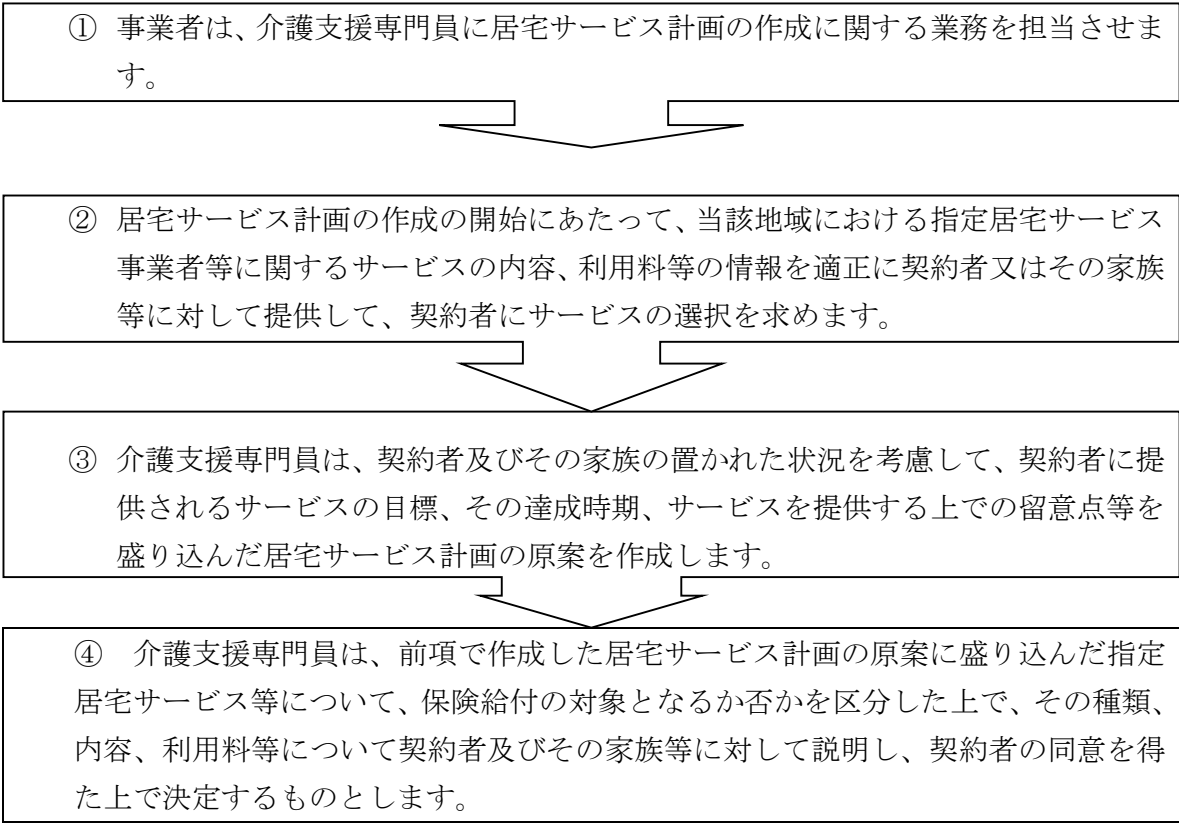 ① 事業者は、介護支援専門員に居宅サービス計画の作成に関する業務を担当させま
す。
② 居宅サービス計画の作成の開始にあたって、当該地域における指定居宅サービス
事業者等に関するサービスの内容、利用料等の情報を適正に契約者又はその家族
等に対して提供して、契約者にサービスの選択を求めます。
③ 介護支援専門員は、契約者及びその家族の置かれた状況を考慮して、契約者に提
供されるサービスの目標、その達成時期、サービスを提供する上での留意点等を
盛り込んだ居宅サービス計画の原案を作成します。
④ 介護支援専門員は、前項で作成した居宅サービス計画の原案に盛り込んだ指定
居宅サービス等について、保険給付の対象となるか否かを区分した上で、その種類、
内容、利用料等について契約者及びその家族等に対して説明し、契約者の同意を得
た上で決定するものとします。